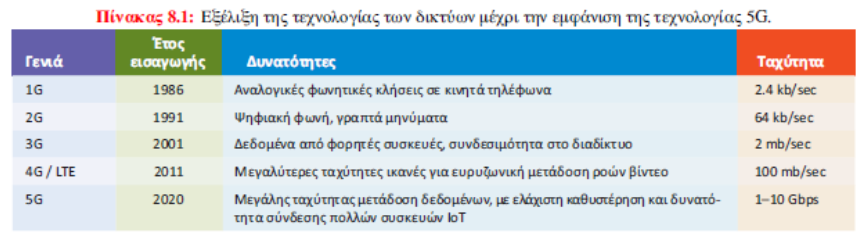 Πίνακας 8.1: Εξέλιξη της τεχνολογίας των δικτύων μέχρι την εμφάνιση της τεχνολογίας 5G.
Γενιά Έτος εισαγωγής Δυνατότητες Ταχύτητα
1G 1986 Αναλογικές φωνητικές κλήσεις σε κινητά τηλέφωνα 2.4 kb/sec
2G 1991 Ψηφιακή φωνή, γραπτά μηνύματα 64 kb/sec
3G 2001 Δεδομένα από φορητές συσκευές, συνδεσιμότητα στο διαδίκτυο 2 mb/sec
4G / LTE 2011 Μεγαλύτερες ταχύτητες ικανές για ευρυζωνική μετάδοση ροών βίντεο 100 mb/sec
5G 2020 Μεγάλης ταχύτητας μετάδοση δεδομένων, με ελάχιστη καθυστέρηση και δυνατό- 1–10 Gbps
τητα σύνδεσης πολλών συσκευών IoT